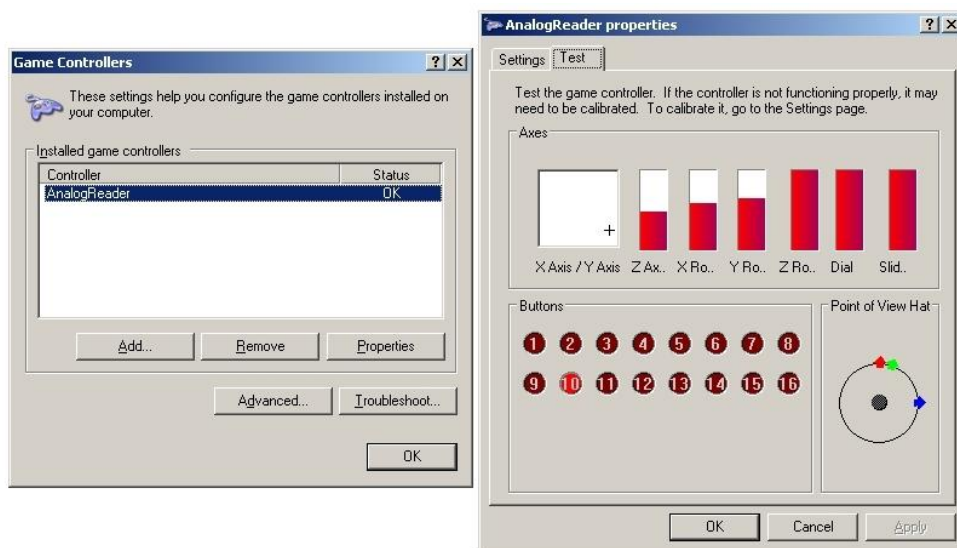 Game Controllers
These settings help you configure the game controllers installed on
your computer.
Installed game controllers
Controller Status
AnalogReader OK
Add... Remove Properties
Advanced... Troubleshoot...
OK
AnalogReader properties
Settings Test
Test the game controller. If the controller is not functioning properly, it may
need to be calibrated. To calibrate it, go to the Settings page.
Axes
X Axis / Y Axis Z Ax.. X Ro.. Y Ro.. Z Ro.. Dial Slid..
Buttons
1 2 3 4 5 6 7 8
9 10 11 12 13 14 15 16
Point of View Hat
OK Cancel Apply